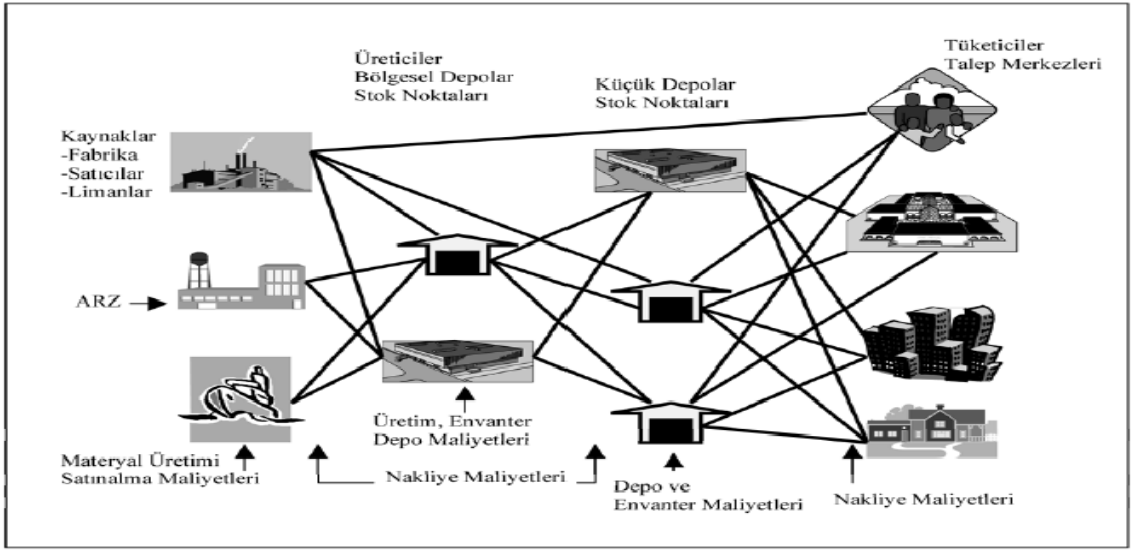 Üreticiler
Bölgesel Depolar
Stok Noktaları
Küçük Depolar
Stok Noktaları
Tüketiciler
Talep Merkezleri
Kaynaklar
-Fabrika
-Satıcılar
-Limanlar
ARZ
Üretim, Envanter
Depo Maliyetleri
Materyal Üretimi
Satınalma Maliyetleri
Nakliye Maliyetleri
Depo ve
Envanter Maliyetleri
Nakliye Maliyetleri